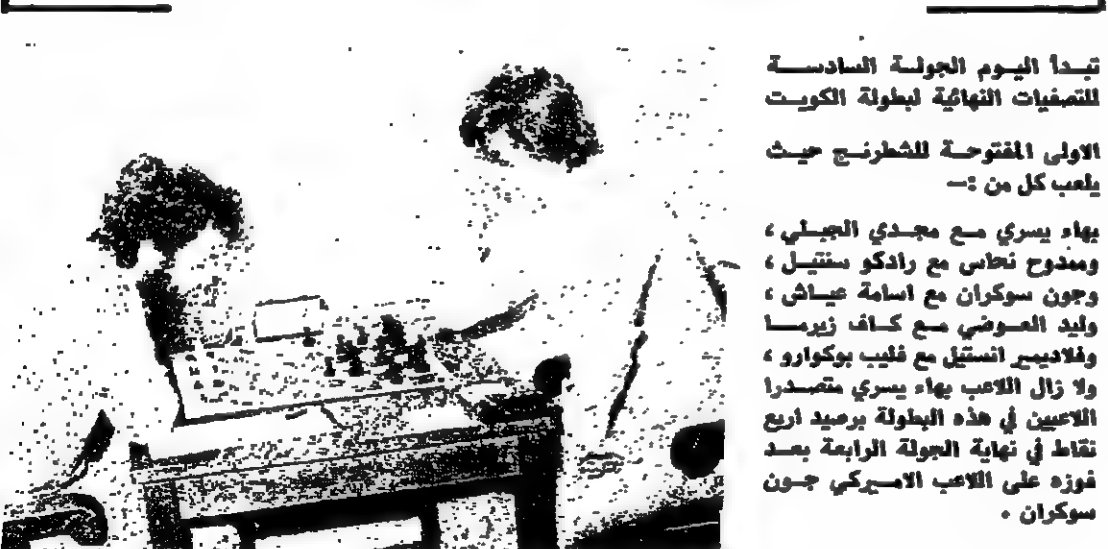 تبدأ اليوم الجولة السادسة
للتصفيات النهائية لبطولة الكويت
الاولى المفتوحة للشطرنج حيث
يلعب كل من :—
بهاء يسري مع مجدي الجبلي ،
وممدوح نحاس مع رادكو سنتيل ،
وجون سوكران مع اسامة عياش ،
وليد العوضي مع كاف زيرما
وفلاديمير انستيل مع فليب بوكوارو ،
ولا زال اللاعب بهاء يسري متصدرا
اللاعبين في هذه البطولة برصيد اربع
نقاط في نهاية الجولة الرابعة بعد
فوزه على اللاعب الاميركي جون
سوكران .